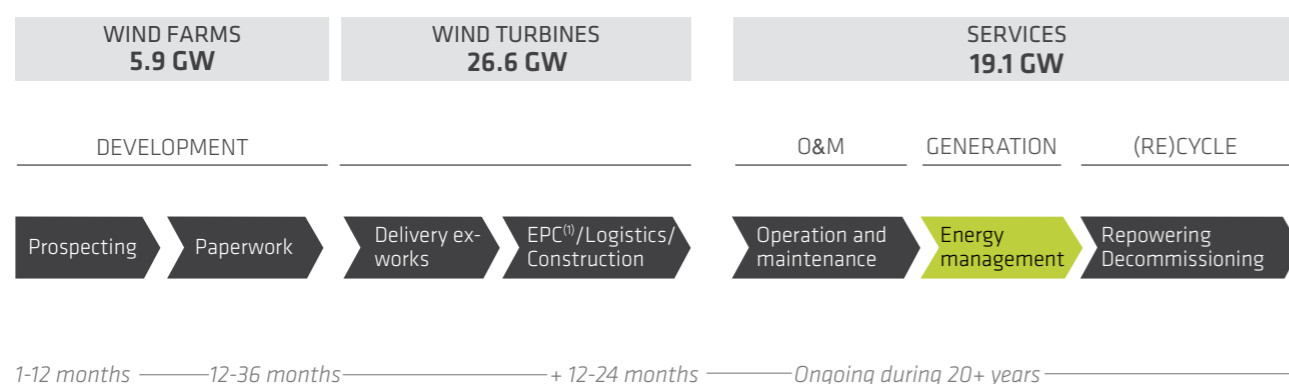 WIND FARMS
5.9 GW
WIND TURBINES
26.6 GW
SERVICES
19.1 GW
DEVELOPMENT
O&M
GENERATION
(RE)CYCLE
Prospecting
Paperwork
Delivery ex-
works
EPC(1)/Logistics/
Construction
Operation and
maintenance
Energy
management
Repowering
Decommissioning
1-12 months
12-36 months
+ 12-24 months
Ongoing during 20+ years